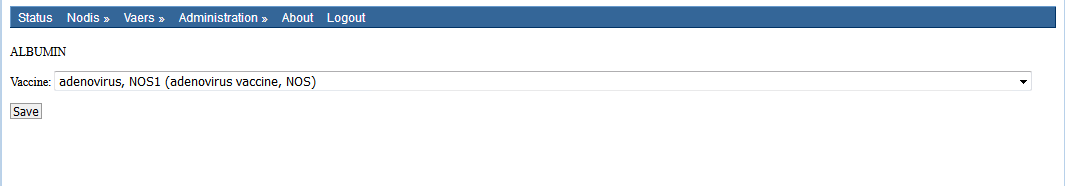 Status Nodis » Vaers » Administration » About Logout
ALBUMIN
Vaccine: adenovirus, NOS1 (adenovirus vaccine, NOS)
Save